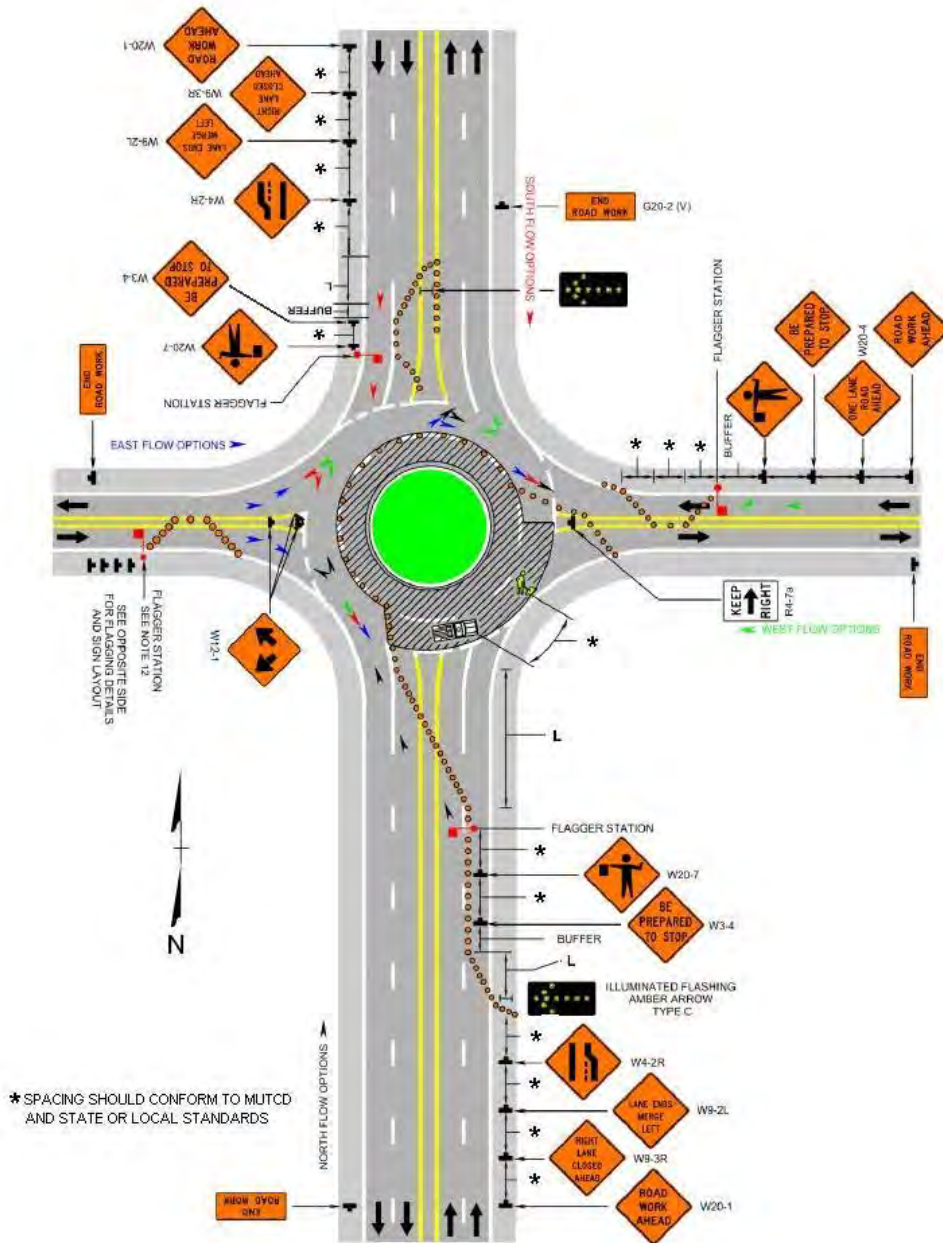 W20-1
ROAD
WORK
AHEAD
W9-3R
RIGHT
LANE
CLOSED
AHEAD
W9-2L
LANE ENDS
MERGE
LEFT
W4-2R
W3-4
BE
PREPARED
TO STOP
L
BUFFER
W20-7
FLAGGER STATION
END
ROAD WORK
SOUTH FLOW OPTIONS
END
ROAD WORK
G20-2 (V)
FLAGGER STATION
BUFFER
BE
PREPARED
TO STOP
W20-4
ONE LANE
ROAD
AHEAD
ROAD
WORK
AHEAD
EAST FLOW OPTIONS
FLAGGER STATION
SEE NOTE 12
SEE OPPOSITE SIDE
FOR FLAGGING DETAILS
AND SIGN LAYOUT
W12-1
KEEP
RIGHT
R4-7a
WEST FLOW OPTIONS
END
ROAD WORK
*
L
FLAGGER STATION
*
W20-7
*
BE
PREPARED
TO STOP
W3-4
BUFFER
L
ILLUMINATED FLASHING
AMBER ARROW
TYPE C
N
*
W4-2R
*
LANE ENDS
MERGE
LEFT
W9-2L
*
RIGHT
LANE
CLOSED
AHEAD
W9-3R
*
ROAD
WORK
AHEAD
W20-1
* SPACING SHOULD CONFORM TO MUTCD
AND STATE OR LOCAL STANDARDS
NORTH FLOW OPTIONS
END
ROAD WORK